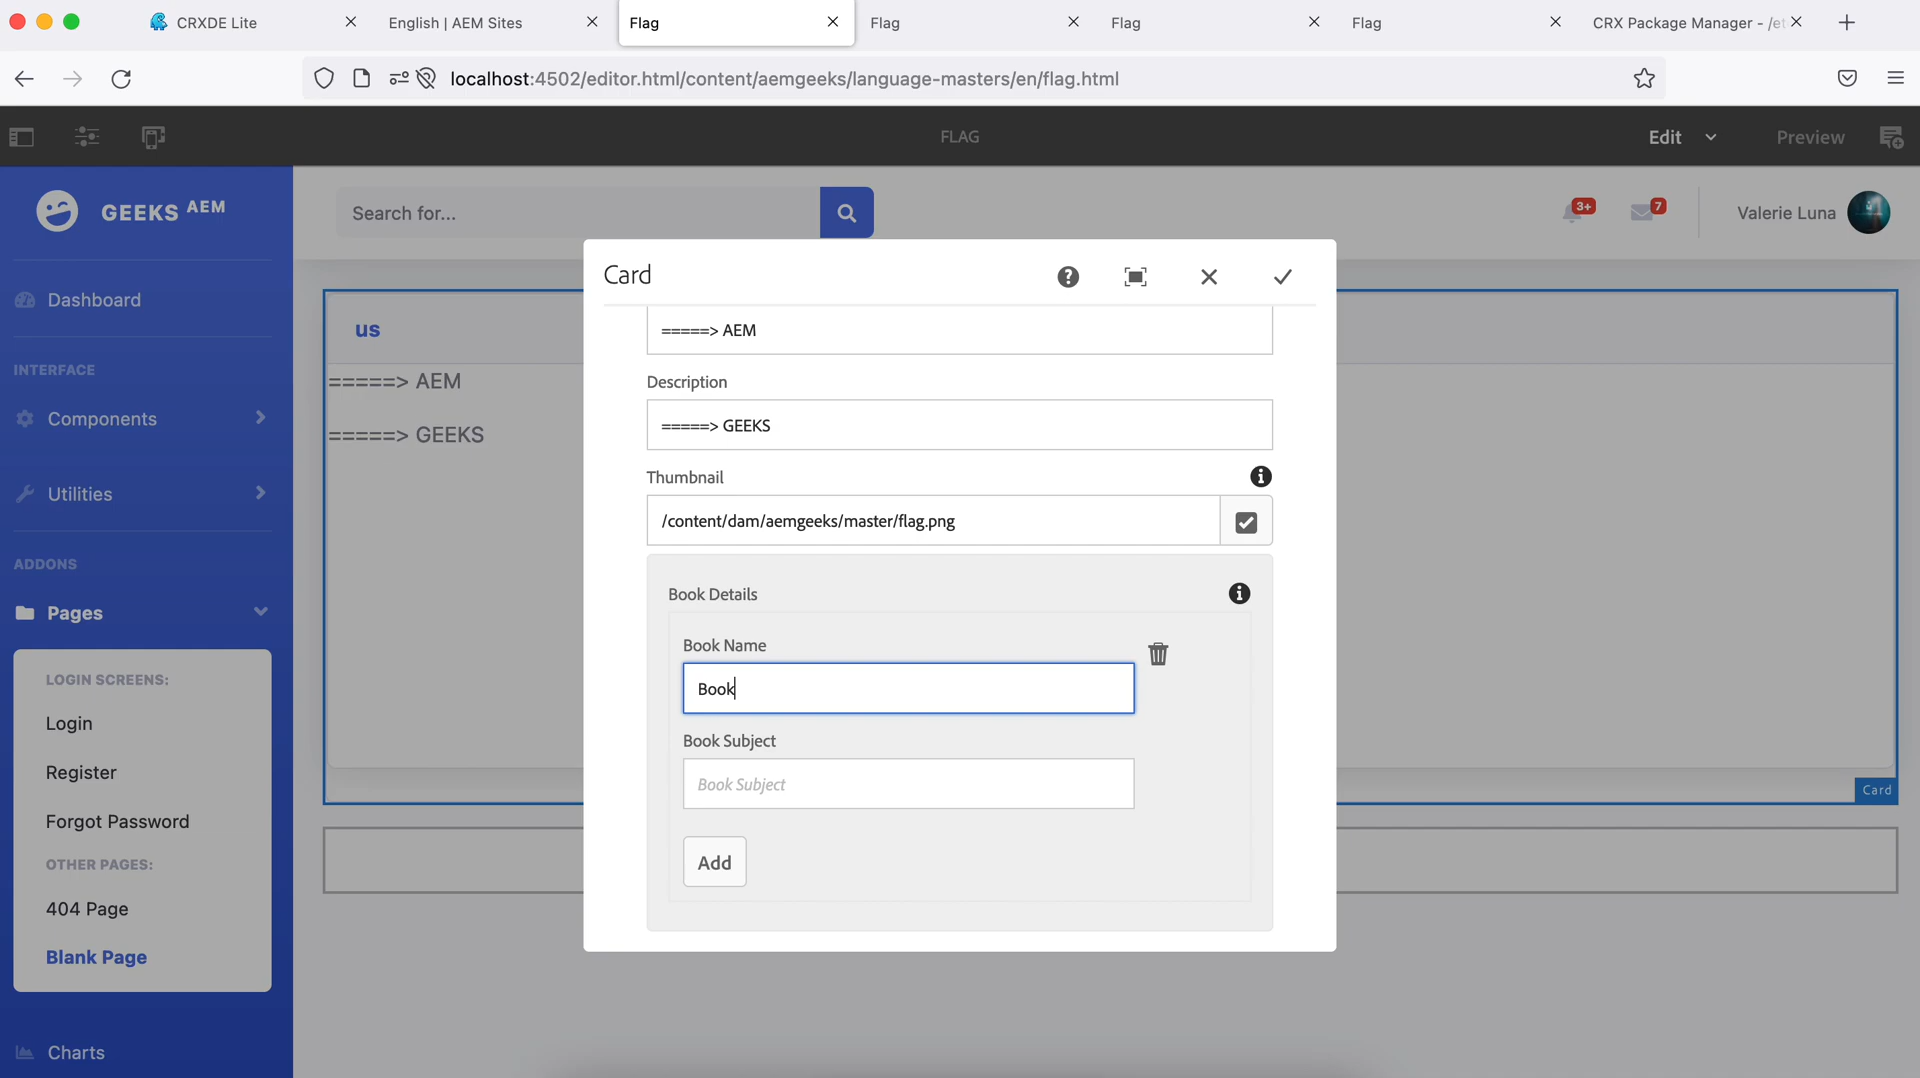 CRXDE Lite
English | AEM Sites
Flag
Flag
Flag
Flag
CRX Package Manager - /et
localhost:4502/editor.html/content/aemgeeks/language-masters/en/flag.html
FLAG
Edit
Preview
GEEKS AEM
Search for...
3+
7
Valerie Luna
Dashboard
INTERFACE
Components
Utilities
ADDONS
Pages
LOGIN SCREENS:
Login
Register
Forgot Password
OTHER PAGES:
404 Page
Blank Page
Charts
us
=====> AEM
=====> GEEKS
Card
Card
=====> AEM
Description
=====> GEEKS
Thumbnail
/content/dam/aemgeeks/master/flag.png
Book Details
Book Name
Book
Book Subject
Book Subject
Add